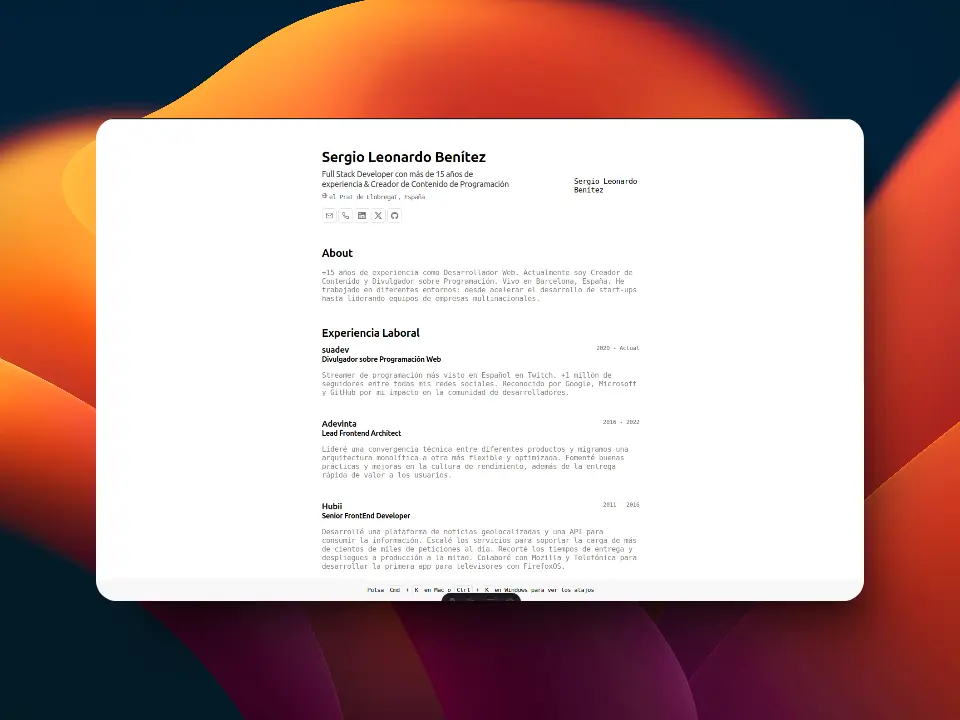 Sergio Leonardo Benítez
Full Stack Developer con más de 15 años de
experiencia & Creador de Contenido de Programación
el Prat de Llobregat, España
Sergio Leonardo
Benítez
About
+15 años de experiencia como Desarrollador Web. Actualmente soy Creador de
Contenido y Divulgador sobre Programación. Vivo en Barcelona, España. He
trabajado en diferentes entornos: desde acelerar el desarrollo de start-ups
hasta liderando equipos de empresas multinacionales.
Experiencia Laboral
suadev
2020 - Actual
Divulgador sobre Programación Web
Streamer de programación más visto en Español en Twitch. +1 millón de
seguidores entre todas mis redes sociales. Reconocido por Google, Microsoft
y GitHub por mi impacto en la comunidad de desarrolladores.
Adevinta
2016 - 2022
Lead Frontend Architect
Lideré una convergencia técnica entre diferentes productos y migramos una
arquitectura monolítica a otra más flexible y optimizada. Fomenté buenas
prácticas y mejoras en la cultura de rendimiento, además de la entrega
rápida de valor a los usuarios.
Hubii
2011 - 2016
Senior FrontEnd Developer
Desarrollé una plataforma de noticias geolocalizadas y una API para
consumir la información. Escalé los servicios para soportar la carga de más
de cientos de miles de peticiones al día. Recorté los tiempos de entrega y
despliegues a producción a la mitad. Colaboré con Mozilla y Telefónica para
desarrollar la primera app para televisores con FirefoxOS.
Pulsa Cmd + K en Mac o Ctrl + K en Windows para ver los atajos